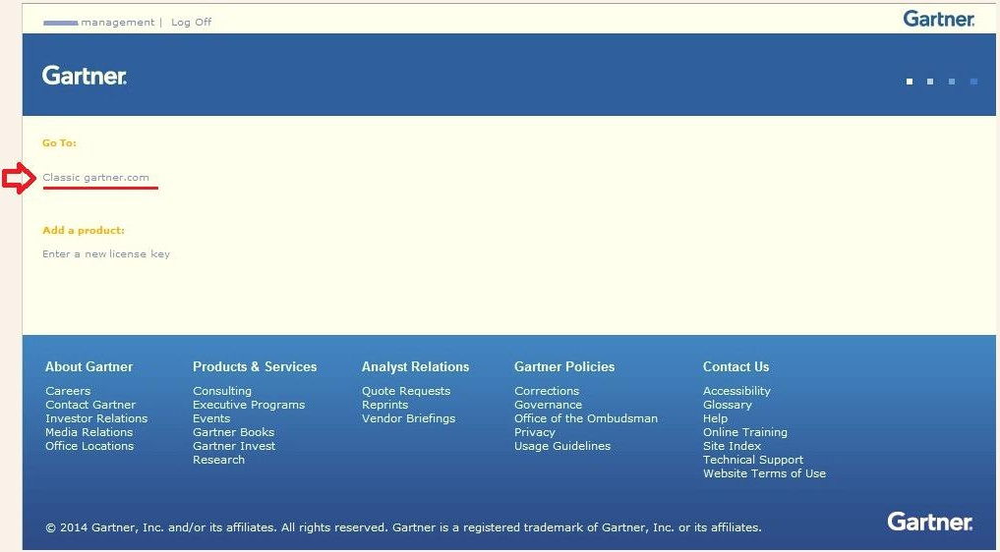 management | Log Off
Gartner.
Gartner.
Go To:
Classic gartner.com
Add a product:
Enter a new license key
About Gartner
Careers
Contact Gartner
Investor Relations
Media Relations
Office Locations
Products & Services
Consulting
Executive Programs
Events
Gartner Books
Gartner Invest
Research
Analyst Relations
Quote Requests
Reprints
Vendor Briefings
Gartner Policies
Corrections
Governance
Office of the Ombudsman
Privacy
Usage Guidelines
Contact Us
Accessibility
Glossary
Help
Online Training
Site Index
Technical Support
Website Terms of Use
© 2014 Gartner, Inc. and/or its affiliates. All rights reserved. Gartner is a registered trademark of Gartner, Inc. or its affiliates.
Gartner.